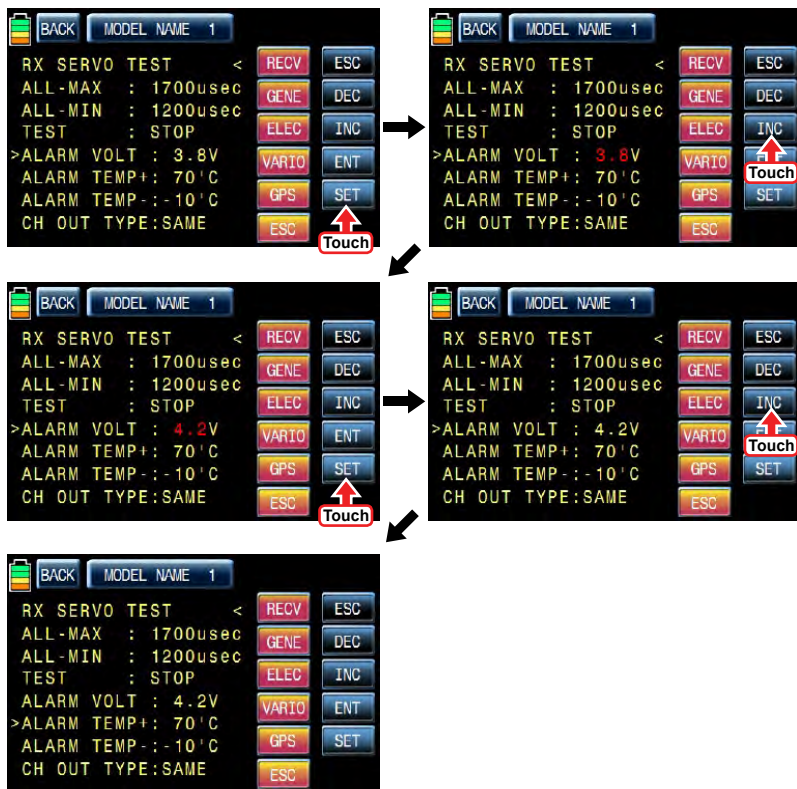 BACK MODEL NAME 1
RX SERVO TEST < RECV ESC
ALL-MAX : 1700usec GENE DEC
ALL-MIN : 1200usec
TEST : STOP ELEC INC
>ALARM VOLT : 3.8V VARIO ENT
ALARM TEMP+: 70'C
ALARM TEMP-:-10'C GPS SET
CH OUT TYPE:SAME ESC
Touch
BACK MODEL NAME 1
RX SERVO TEST < RECV ESC
ALL-MAX : 1700usec GENE DEC
ALL-MIN : 1200usec
TEST : STOP ELEC INC
>ALARM VOLT : 3.8V VARIO
ALARM TEMP+: 70'C Touch
ALARM TEMP-:-10'C GPS SET
CH OUT TYPE:SAME ESC
BACK MODEL NAME 1
RX SERVO TEST < RECV ESC
ALL-MAX : 1700usec GENE DEC
ALL-MIN : 1200usec
TEST : STOP ELEC INC
>ALARM VOLT : 4.2V VARIO ENT
ALARM TEMP+: 70'C
ALARM TEMP-:-10'C GPS SET
CH OUT TYPE:SAME ESC
Touch
BACK MODEL NAME 1
RX SERVO TEST < RECV ESC
ALL-MAX : 1700usec GENE DEC
ALL-MIN : 1200usec
TEST : STOP ELEC INC
>ALARM VOLT : 4.2V VARIO
ALARM TEMP+: 70'C Touch
ALARM TEMP-:-10'C GPS SET
CH OUT TYPE:SAME ESC
BACK MODEL NAME 1
RX SERVO TEST < RECV ESC
ALL-MAX : 1700usec GENE DEC
ALL-MIN : 1200usec
TEST : STOP ELEC INC
ALARM VOLT : 4.2V VARIO ENT
>ALARM TEMP+: 70'C
ALARM TEMP-:-10'C GPS SET
CH OUT TYPE:SAME ESC